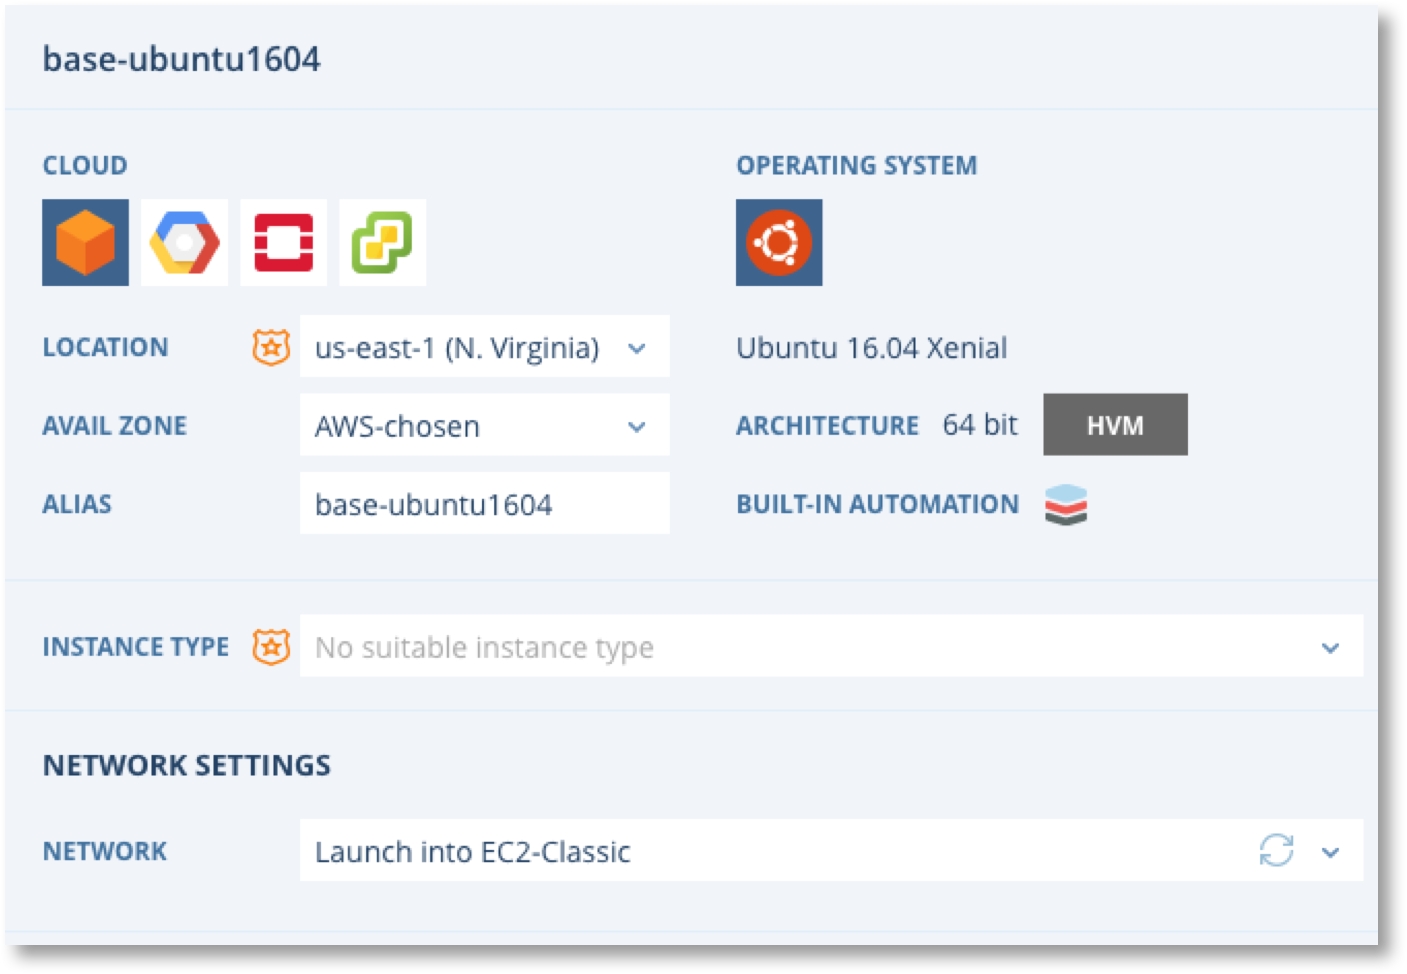 base-ubuntu1604
CLOUD
OPERATING SYSTEM
LOCATION
us-east-1 (N. Virginia)
Ubuntu 16.04 Xenial
AVAIL ZONE
AWS-chosen
ARCHITECTURE 64 bit HVM
ALIAS
base-ubuntu1604
BUILT-IN AUTOMATION
INSTANCE TYPE
No suitable instance type
NETWORK SETTINGS
NETWORK
Launch into EC2-Classic